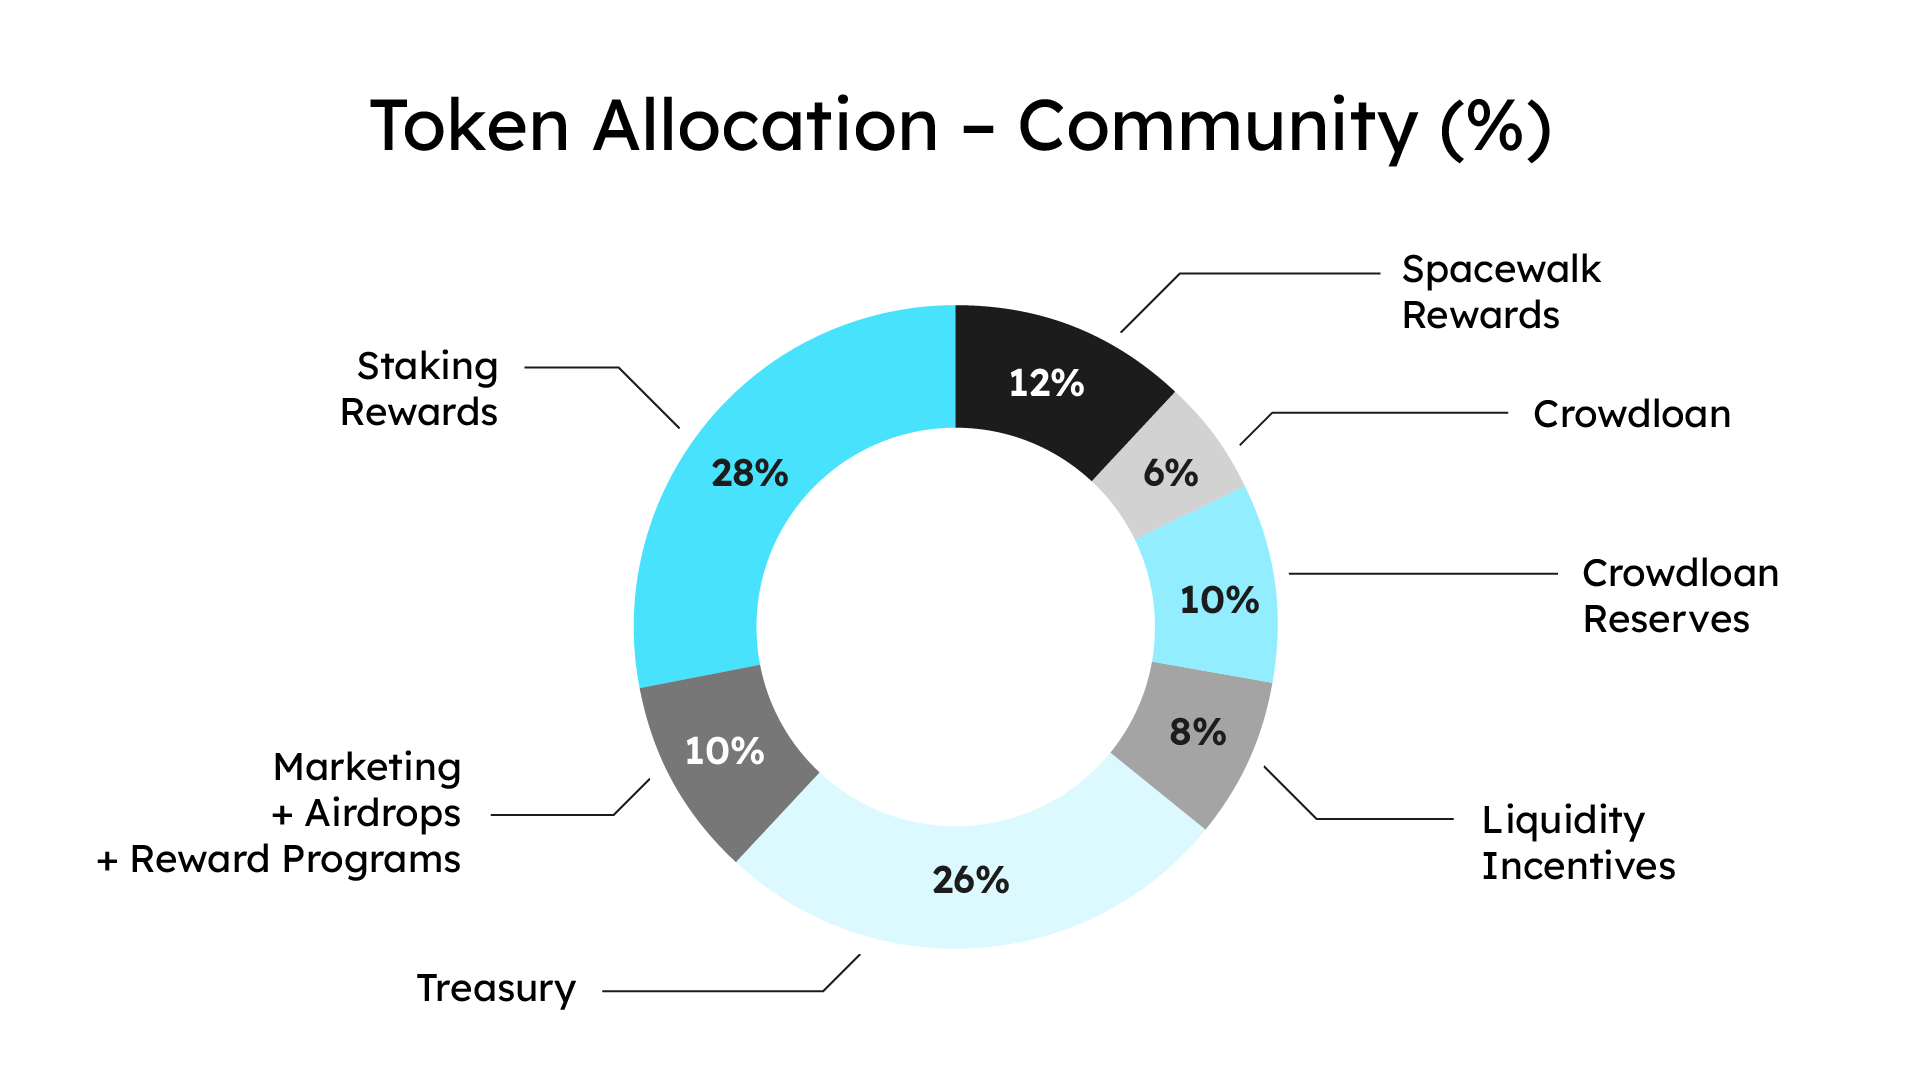 Token Allocation – Community (%)
Spacewalk
Rewards
12%
Crowdloan
6%
Crowdloan
Reserves
10%
Liquidity
Incentives
8%
Treasury
26%
Marketing
+ Airdrops
+ Reward Programs
10%
Staking
Rewards
28%